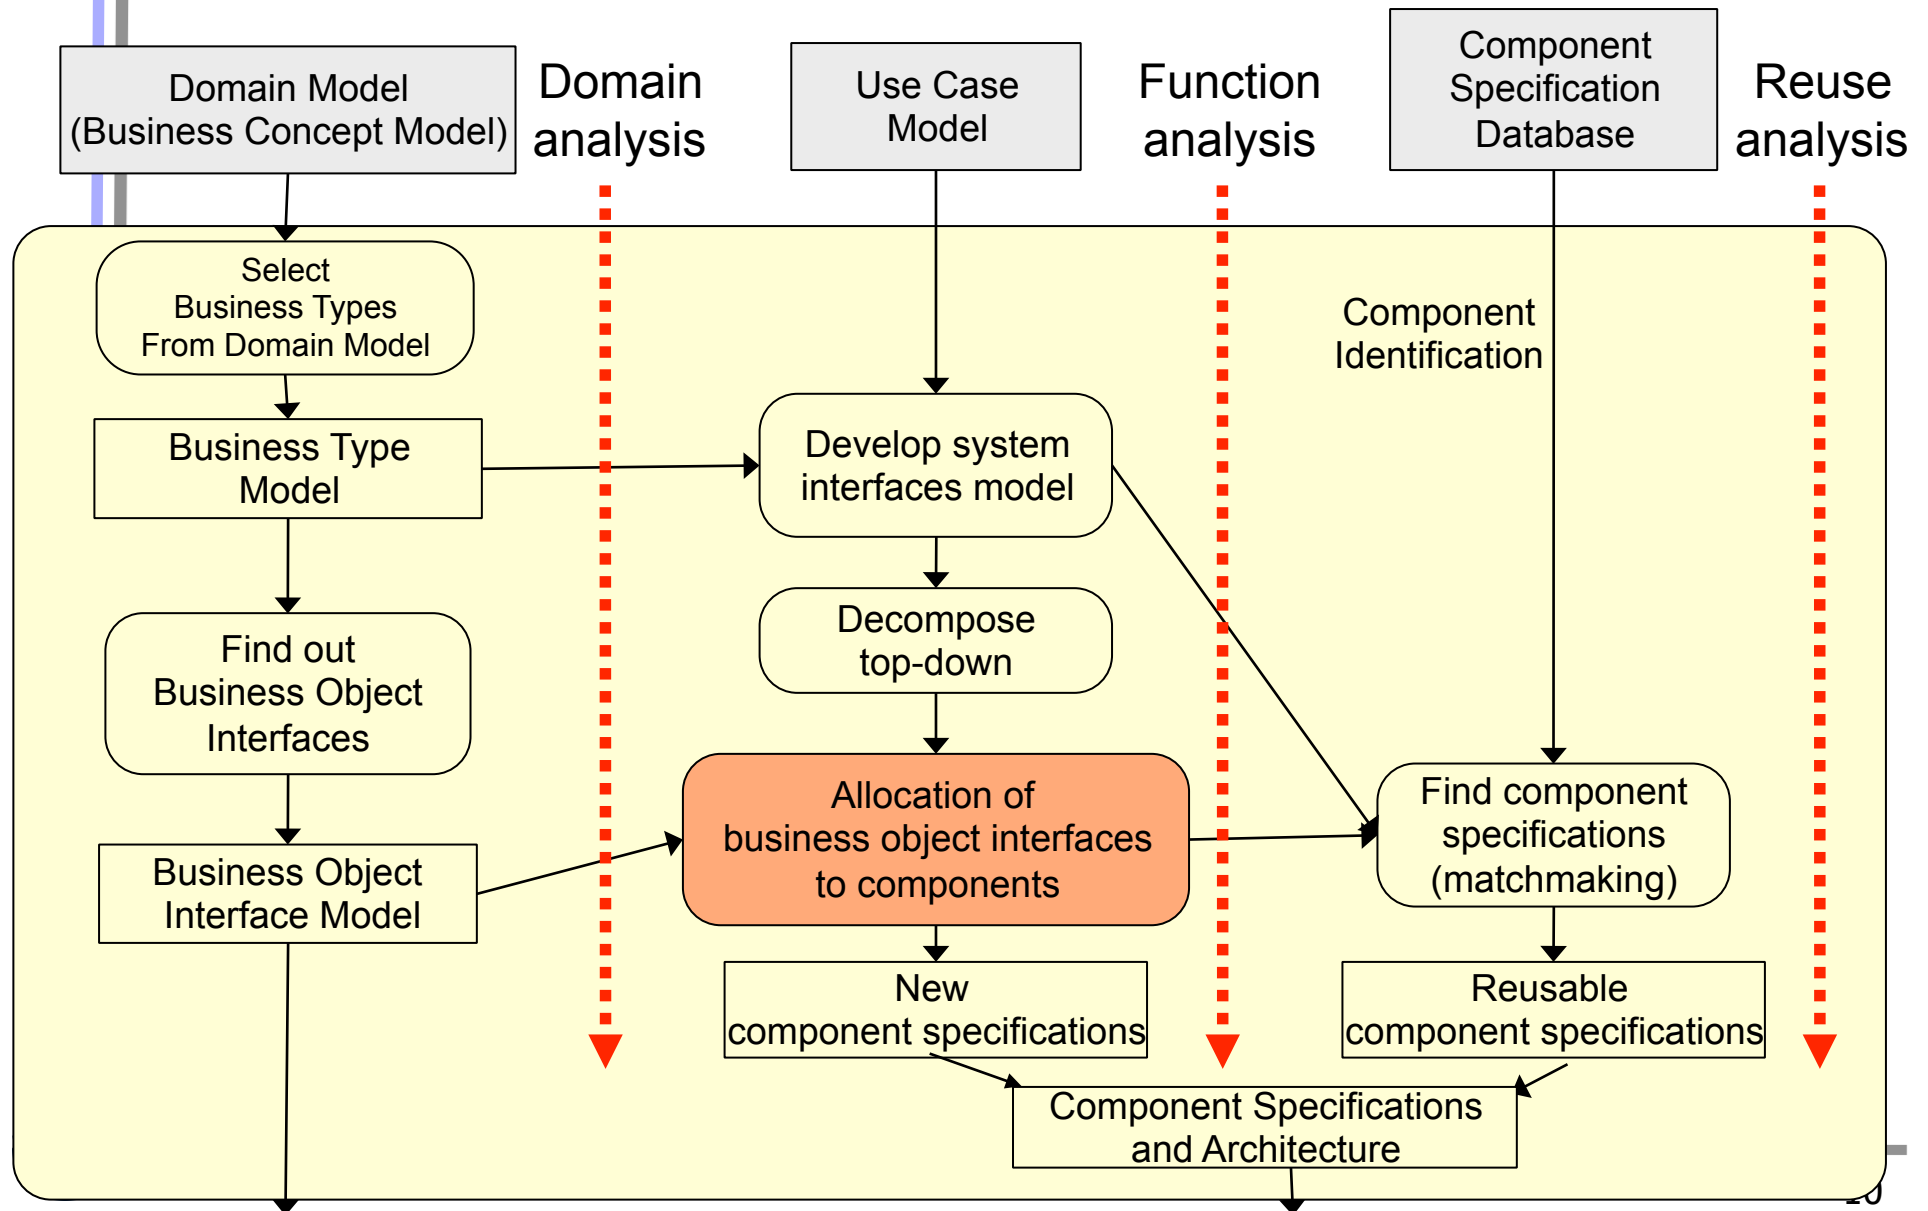 Domain Model
(Business Concept Model)
Domain
analysis
Use Case
Model
Function
analysis
Component
Specification
Database
Reuse
analysis
Select
Business Types
From Domain Model
Component
Identification
Business Type
Model
Develop system
interfaces model
Find out
Business Object
Interfaces
Decompose
top-down
Allocation of
business object interfaces
to components
Find component
specifications
(matchmaking)
Business Object
Interface Model
New
component specifications
Reusable
component specifications
Component Specifications
and Architecture